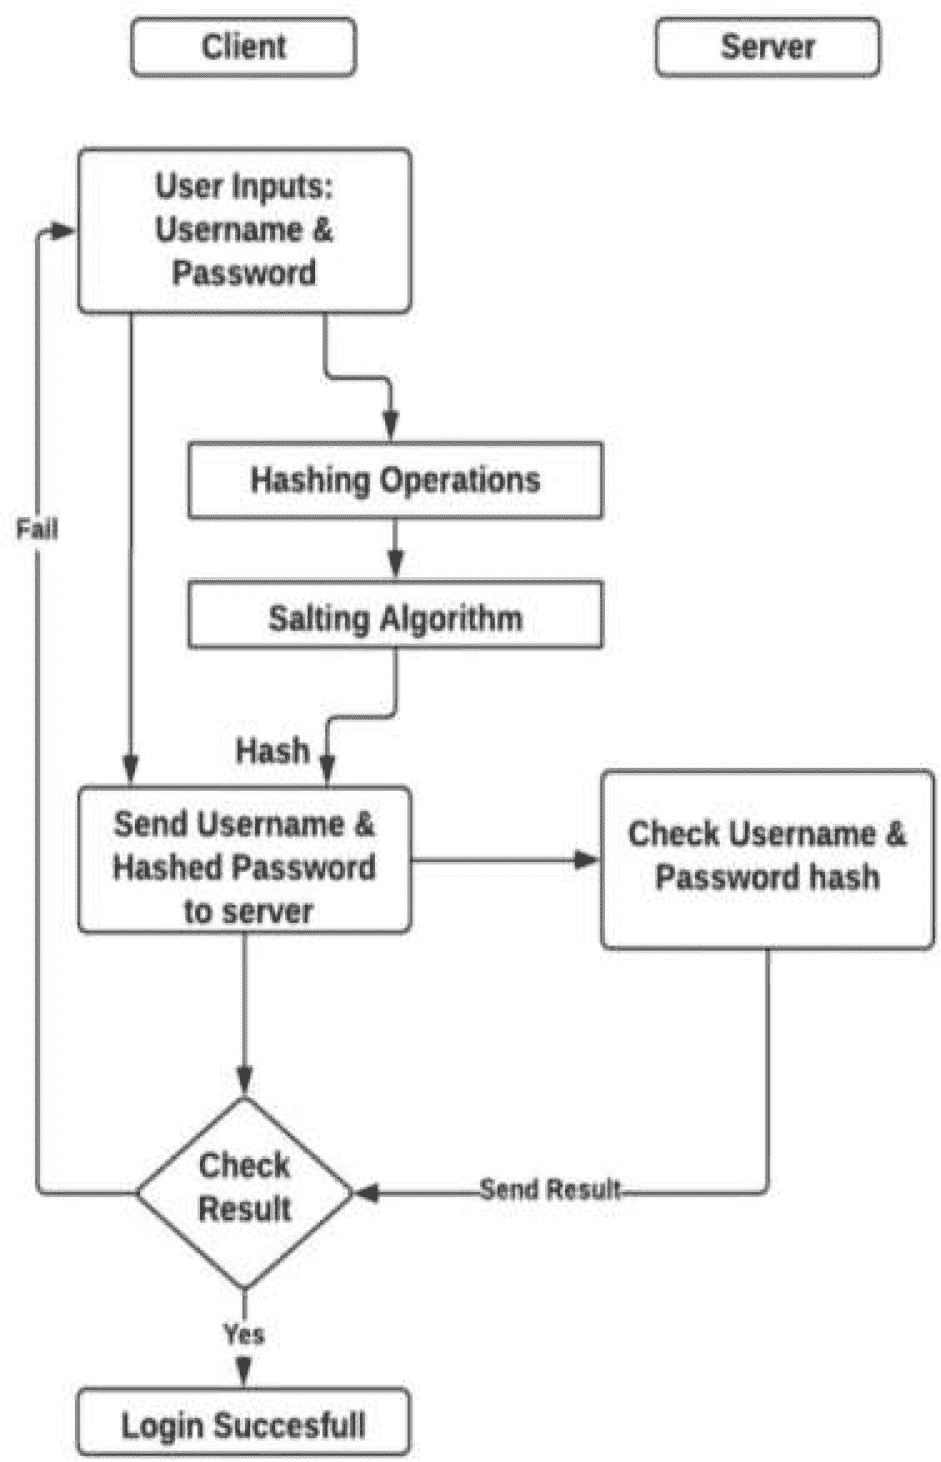 Client
Server
User Inputs:
Username &
Password
Hashing Operations
Fail
Salting Algorithm
Hash
Send Username &
Hashed Password
to server
Check Username &
Password hash
Check
Result
Send Result
Yes
Login Succesfull